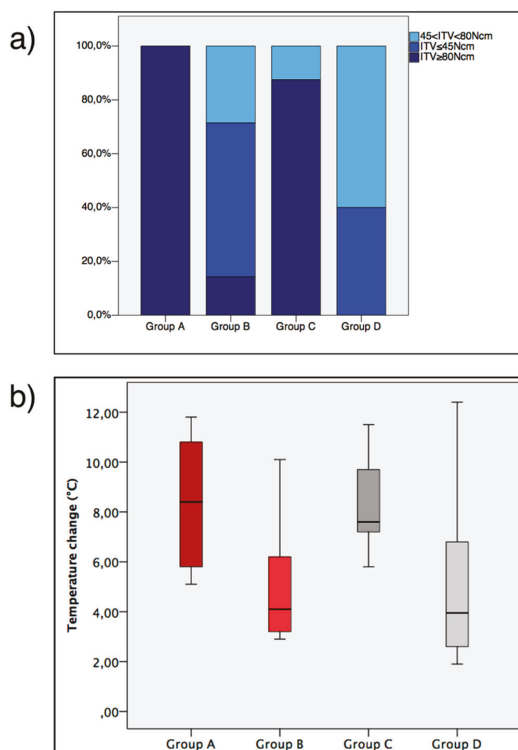 a)
45<ITV<80Ncm
ITV≤45Ncm
ITV≥80Ncm
100,0%
80,0%
60,0%
40,0%
20,0%
0,0%
Group A Group B Group C Group D
b)
Temperature change (°C)
12,00
10,00
8,00
6,00
4,00
2,00
,00
Group A Group B Group C Group D